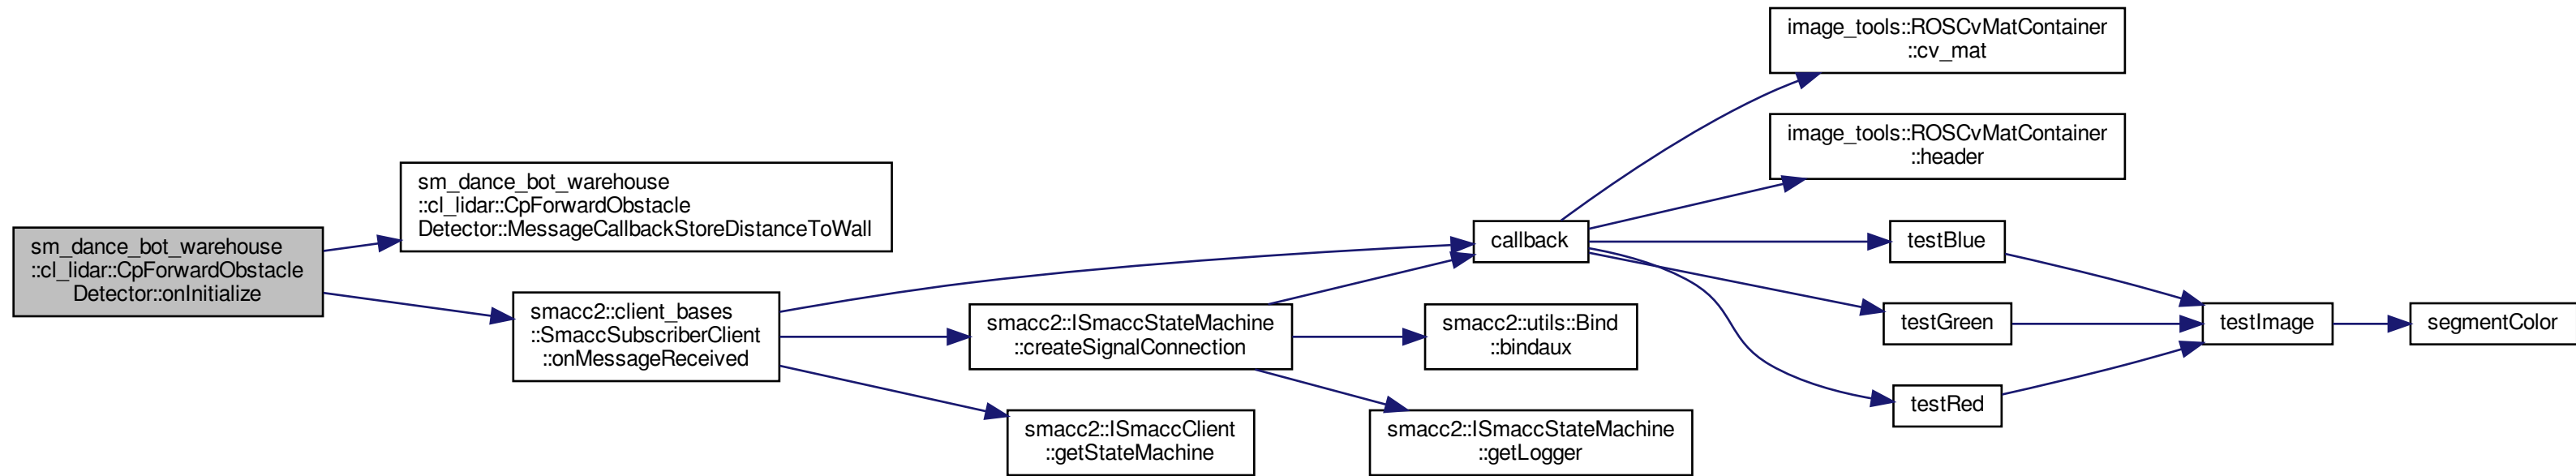 sm_dance_bot_warehouse
::cl_lidar::CpForwardObstacle
Detector::onInitialize
sm_dance_bot_warehouse
::cl_lidar::CpForwardObstacle
Detector::MessageCallbackStoreDistanceToWall
smacc2::client_bases
::SmaccSubscriberClient
::onMessageReceived
smacc2::ISmaccStateMachine
::createSignalConnection
smacc2::ISmaccClient
::getStateMachine
callback
smacc2::utils::Bind
::bindaux
smacc2::ISmaccStateMachine
::getLogger
image_tools::ROSCvMatContainer
::cv_mat
image_tools::ROSCvMatContainer
::header
testBlue
testGreen
testRed
testImage
segmentColor